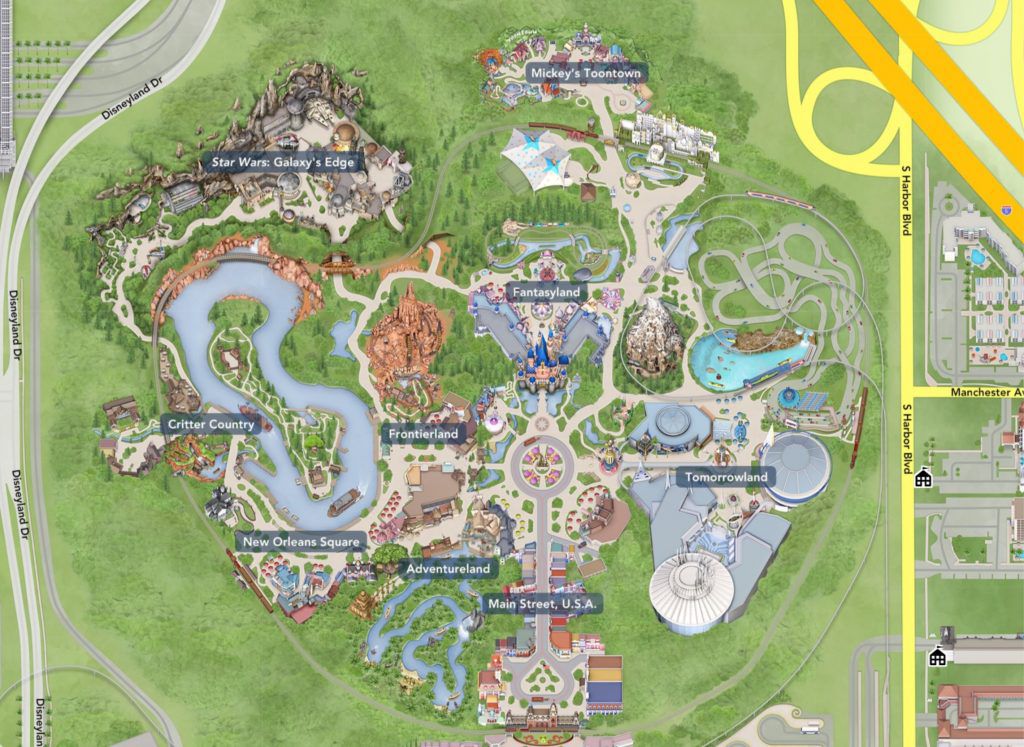 Mickey's Toontown
Disneyland Dr
Star Wars: Galaxy's Edge
S Harbor Blvd
Fantasyland
Disneyland Dr
Manchester Av
Critter Country
Frontierland
S Harbor Blvd
Tomorrowland
Disneyland Dr
New Orleans Square
Adventureland
Main Street, U.S.A.
Disneyland